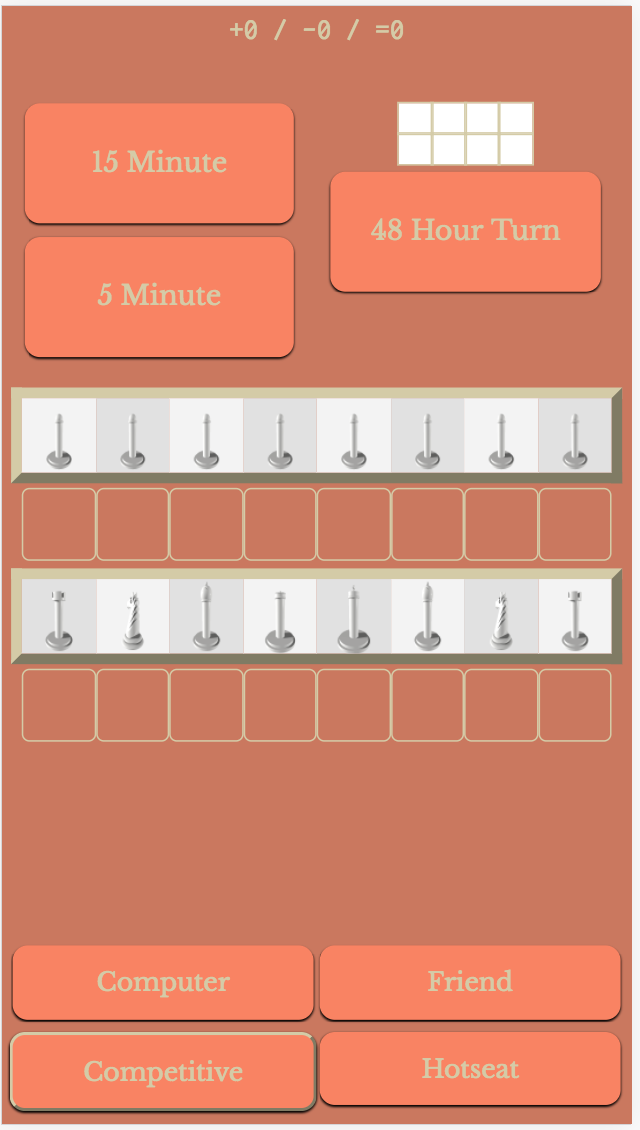 +0 / -0 / =0
15 Minute
48 Hour Turn
5 Minute
Computer
Friend
Competitive
Hotseat